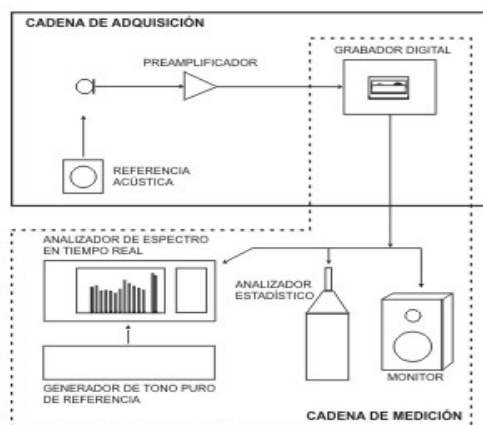 CADENA DE ADQUISICIÓN
GRABADOR DIGITAL
PREAMPLIFICADOR
REFERENCIA
ACÚSTICA
ANALIZADOR DE ESPECTRO
EN TIEMPO REAL
ANALIZADOR
ESTADÍSTICO
GENERADOR DE TONO PURO
DE REFERENCIA
MONITOR
CADENA DE MEDICIÓN